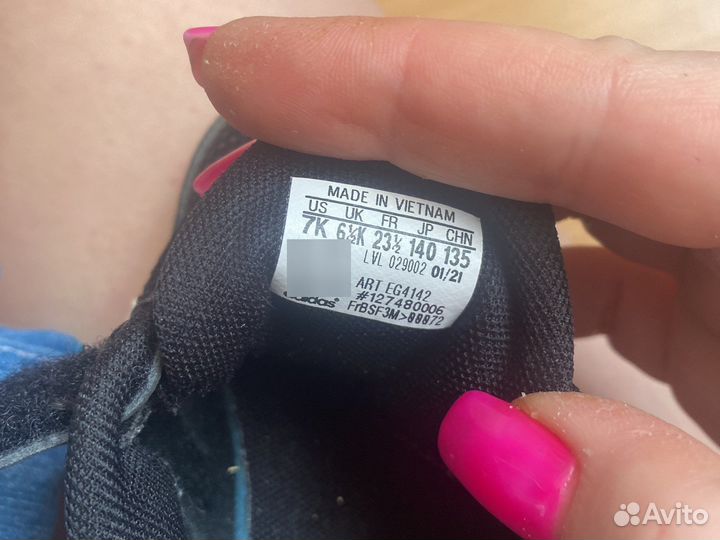 MADE IN VIETNAM
US UK FR JP CHN
7K 6½K 23½ 140 135
LVL 029002 01/21
ART EG4142
#127480006
adidas®
Avito